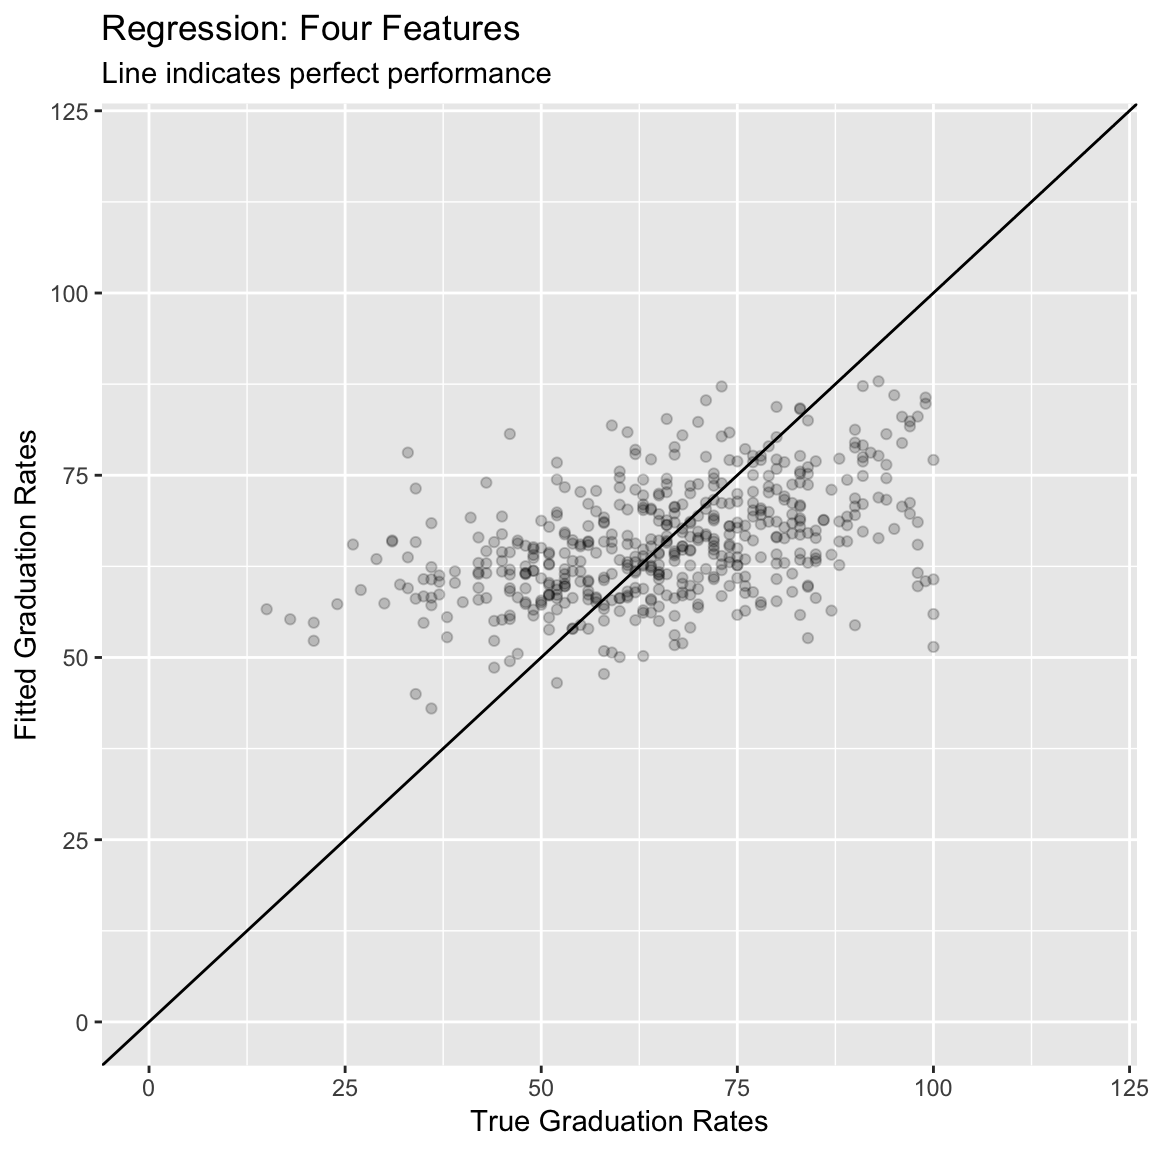 Regression: Four Features
Line indicates perfect performance
125
100
75
50
25
0
Fitted Graduation Rates
0 25 50 75 100 125
True Graduation Rates